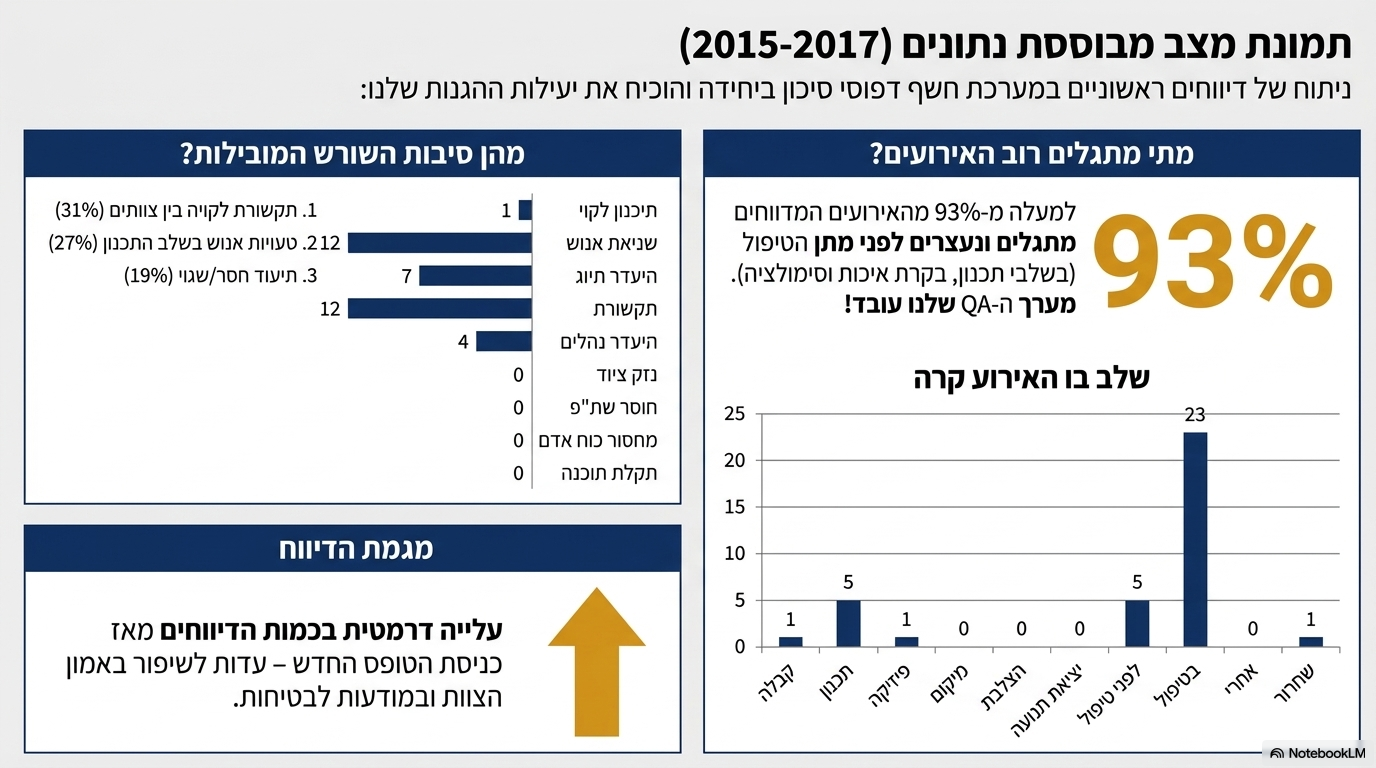 תמונת מצב מבוססת נתונים (2015-2017)
ניתוח של דיווחים ראשוניים במערכת חשף דפוסי סיכון ביחידה והוכיח את יעילות ההגנות שלנו:
מתי מתגלים רוב האירועים?
93%
למעלה מ-93% מהאירועים המדווחים
מתגלים ונעצרים לפני מתן הטיפול
(בשלבי תכנון, בקרת איכות וסימולציה).
מערך ה-QA שלנו עובד!
שלב בו האירוע קרה
25
20
15
10
5
0
1
5
1
0
0
0
5
23
0
1
קבלה
תכנון
פיזיקה
מיקום
הצלבת
יציאת תנועה
לפני טיפול
בטיפול
אחרי
שחרור
מהן סיבות השורש המובילות?
תיכנון לקוי 1
שניאת אנוש 12
היעדר תיוג 7
תקשורת 12
היעדר נהלים 4
נזק ציוד 0
חוסר שת"פ 0
מחסור כוח אדם 0
תקלת תוכנה 0
1. תקשורת לקויה בין צוותים (31%)
2. טעויות אנוש בשלב התכנון (27%)
3. תיעוד חסר/שגוי (19%)
מגמת הדיווח
עלייה דרמטית בכמות הדיווחים מאז
כניסת הטופס החדש – עדות לשיפור באמון
הצוות ובמודעות לבטיחות.
NotebookLM